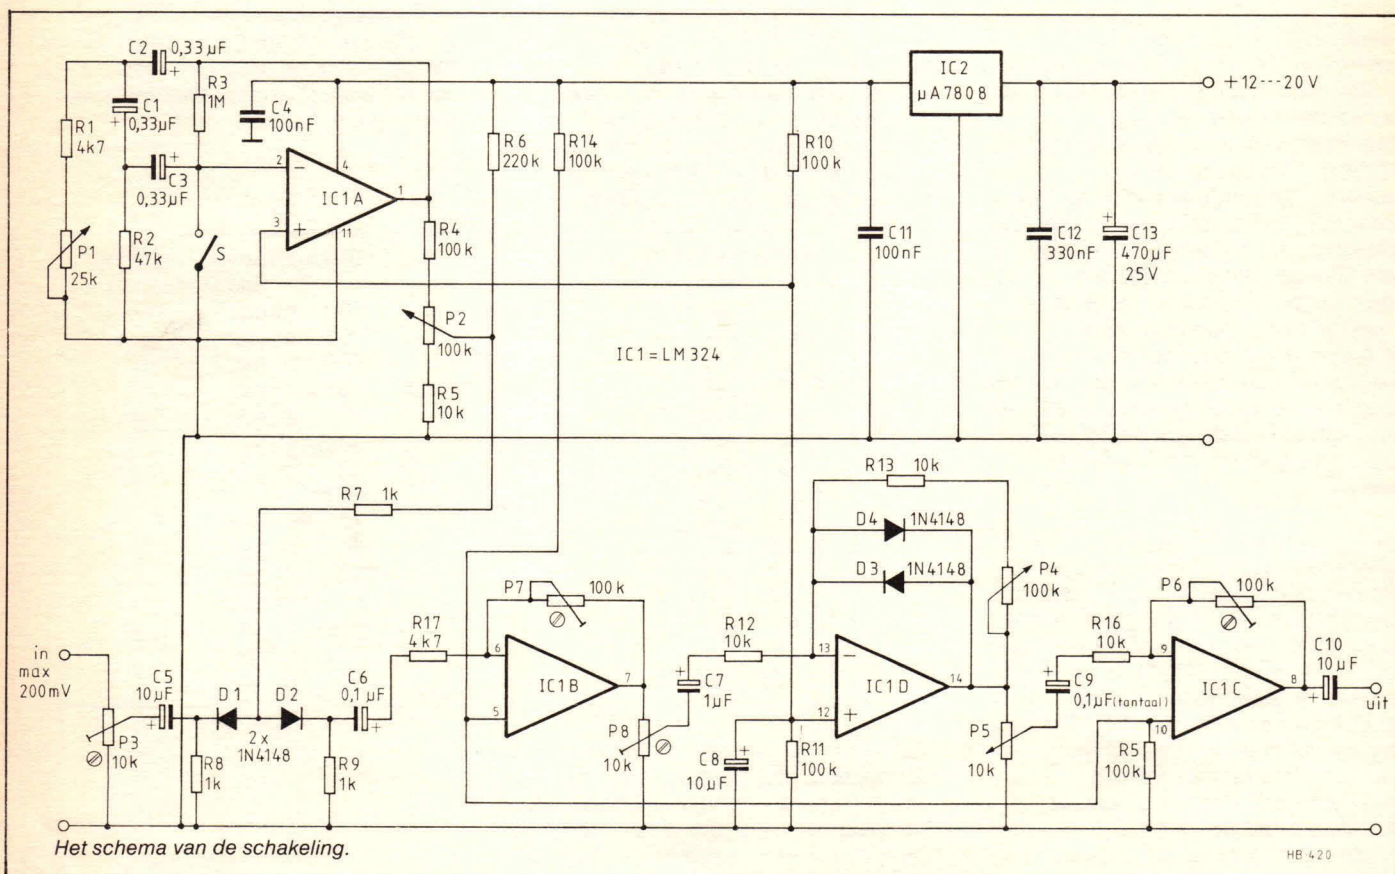 C2
0,33µF
+
R3
1M
C4
100nF
C1
+ 0,33µF
R1
4k7
C3
+
0,33µF
2
−
4
IC1A
1
3
+
11
P1
25k
R2
47k
S
R4
100k
P2
100k
R5
10k
R6
220k
R14
100k
R10
100k
IC2
µA7808
+12---20V
C11
100nF
C12
330nF
+
C13
470µF
25V
IC1=LM324
R7 1k
R13 10k
D4 1N4148
D3 1N4148
P4
100k
P7
100k
P6
100k
R17
4k7
6
5
IC1B
7
R12
10k
+
C7
1µF
13
−
IC1D
14
12
+
R16
10k
+
C9
0,1µF(tantaal)
9
IC1C
8
10
C10
10µF
+
uit
in
max
200mV
C5
10µF
+
D1
D2
2x
1N4148
C6
0,1µF
+
P3
10k
R8
1k
R9
1k
P8
10k
C8
10µF
+
R11
100k
P5
10k
R5
100k
Het schema van de schakeling.
HB-420